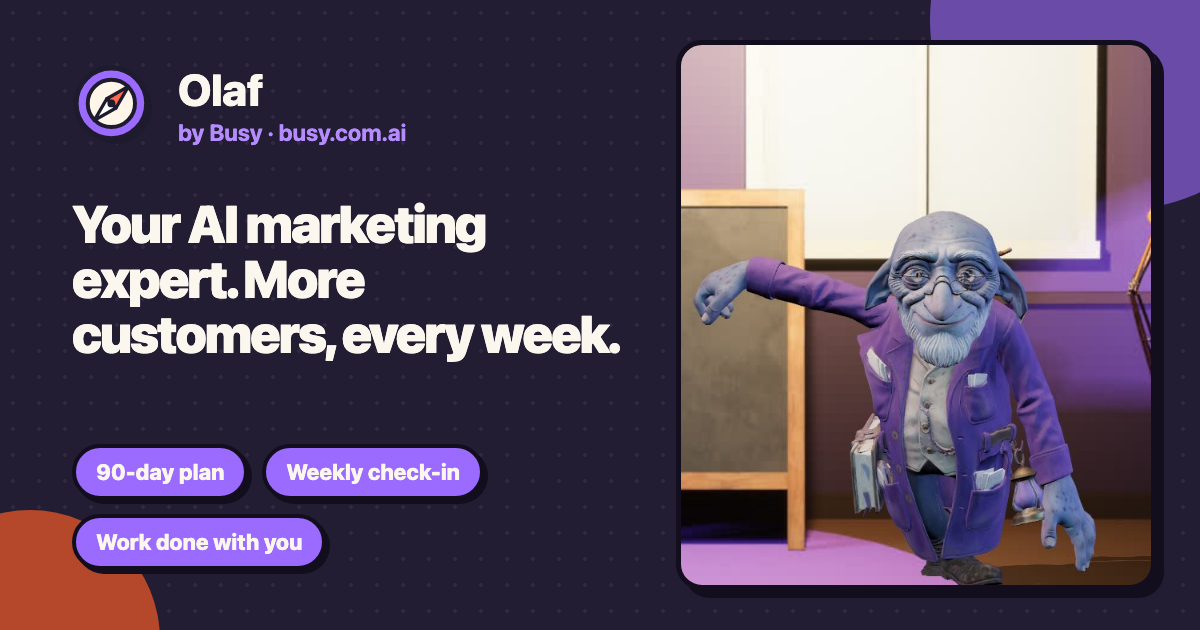 Olaf
by Busy · busy.com.ai
Your AI marketing
expert. More
customers, every week.
90-day plan
Weekly check-in
Work done with you